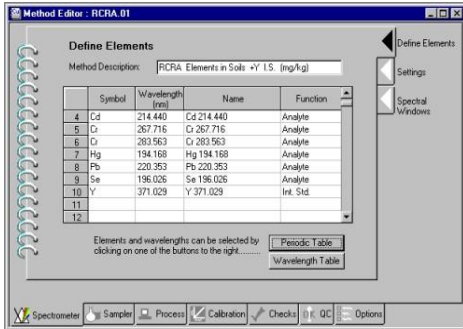 Method Editor : RCRA.01
Define Elements
Method Description: RCRA Elements in Soils +Y I.S. (mg/kg)
Symbol Wavelength (nm) Name Function
4 Cd 214.440 Cd 214.440 Analyte
5 Cr 267.716 Cr 267.716 Analyte
6 Cr 283.563 Cr 283.563 Analyte
7 Hg 194.168 Hg 194.168 Analyte
8 Pb 220.353 Pb 220.353 Analyte
9 Se 196.026 Se 196.026 Analyte
10 Y 371.029 Y 371.029 Int. Std.
11
12
Elements and wavelengths can be selected by
clicking on one of the buttons to the right.........
Periodic Table
Wavelength Table
Define Elements
Settings
Spectral
Windows
Spectrometer Sampler Process Calibration Checks QC Options